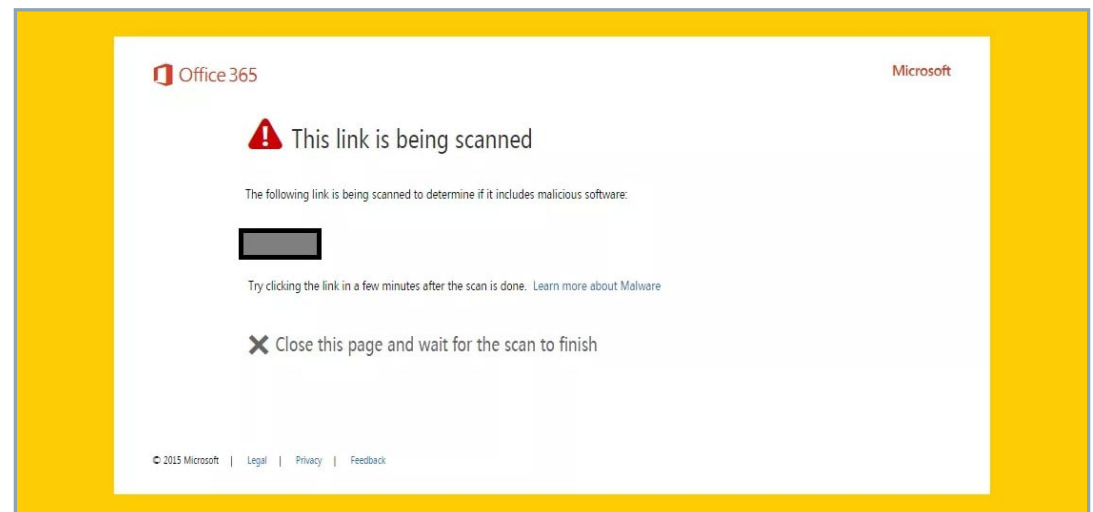 Office 365
Microsoft
This link is being scanned
The following link is being scanned to determine if it includes malicious software:
Try clicking the link in a few minutes after the scan is done. Learn more about Malware
Close this page and wait for the scan to finish
© 2015 Microsoft | Legal | Privacy | Feedback